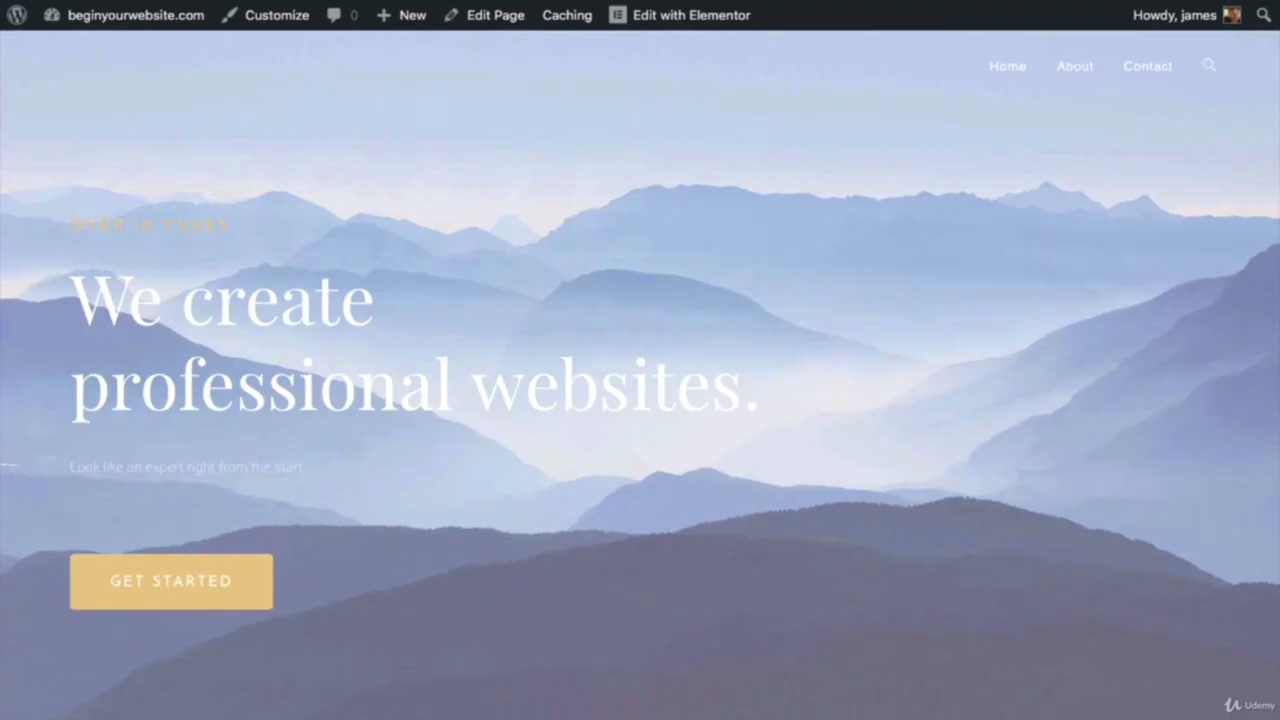 beginyourwebsite.com Customize 0 New Edit Page Caching Edit with Elementor Howdy, james
Home About Contact
OVER 10 YEARS
We create
professional websites.
Look like an expert right from the start.
GET STARTED
Udemy